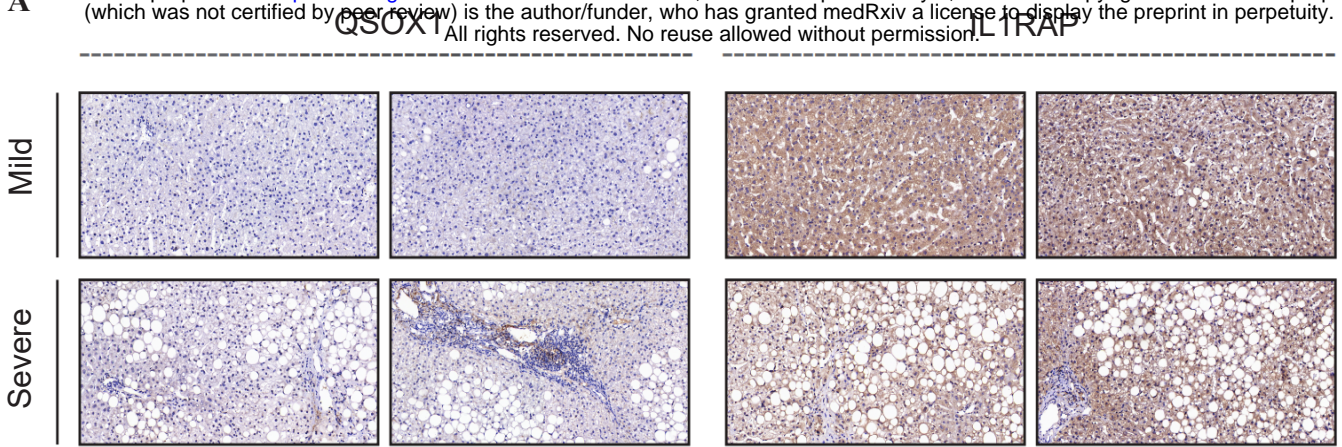 A
(which was not certified by peer review) is the author/funder, who has granted medRxiv a license to display the preprint in perpetuity.
QSOX1
IL1RAP
All rights reserved. No reuse allowed without permission.
Mild
Severe